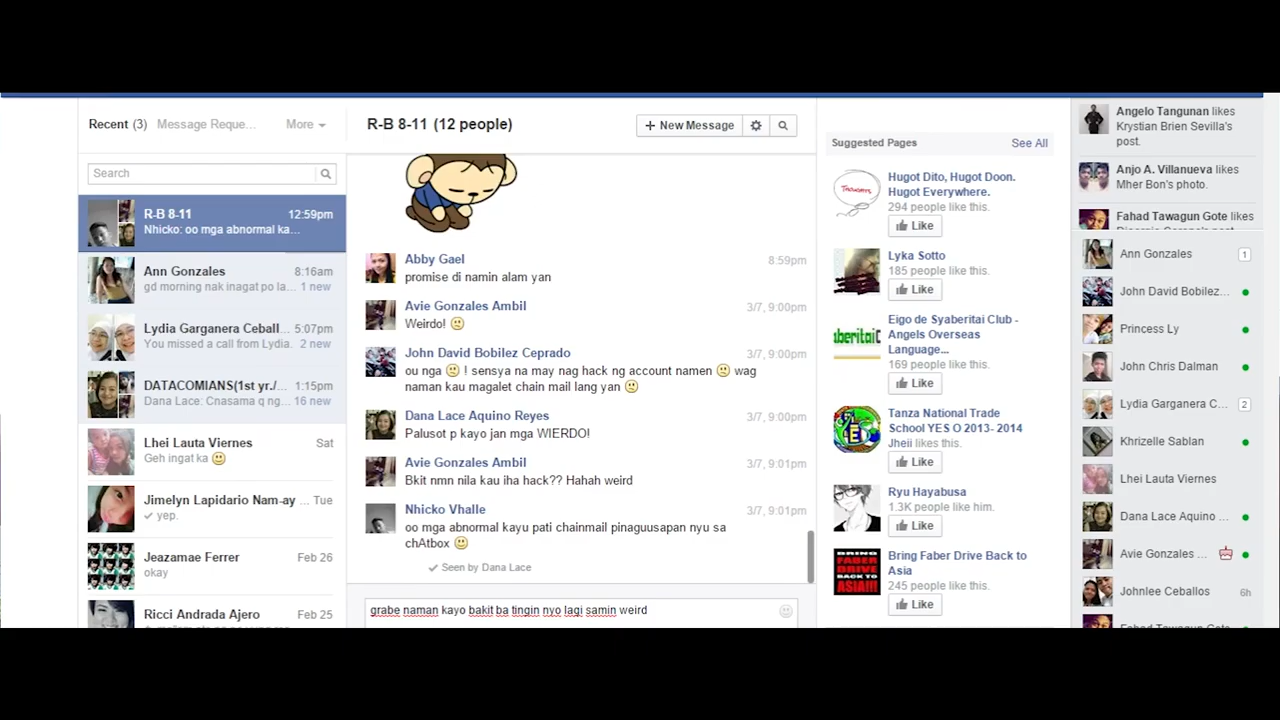 Recent (3) Message Reque... More
Search
R-B 8-11 12:59pm
Nhicko: oo mga abnormal ka...
Ann Gonzales 8:16am
gd morning nak inagat po la... 1 new
Lydia Garganera Ceball... 5:07pm
You missed a call from Lydia. 2 new
DATACOMIANS(1st yr./... 1:15pm
Dana Lace: Cnasama q ng... 16 new
Lhei Lauta Viernes Sat
Geh ingat ka
Jimelyn Lapidario Nam-ay ... Tue
yep.
Jeazamae Ferrer Feb 26
okay
Ricci Andrada Ajero Feb 25
R-B 8-11 (12 people)
+ New Message
Abby Gael 8:59pm
promise di namin alam yan
Avie Gonzales Ambil 3/7, 9:00pm
Weirdo!
John David Bobilez Ceprado 3/7, 9:00pm
ou nga ! sensya na may nag hack ng account namen wag
naman kau magalet chain mail lang yan
Dana Lace Aquino Reyes 3/7, 9:00pm
Palusot p kayo jan mga WIERDO!
Avie Gonzales Ambil 3/7, 9:01pm
Bkit nmn nila kau iha hack?? Hahah weird
Nhicko Vhalle 3/7, 9:01pm
oo mga abnormal kayu pati chainmail pinaguusapan nyu sa
chAtbox
Seen by Dana Lace
grabe naman kayo bakit ba tingin nyo lagi samin weird
Suggested Pages See All
THOUGHTS
Hugot Dito, Hugot Doon.
Hugot Everywhere.
294 people like this.
Like
Lyka Sotto
185 people like this.
Like
Eigo de Syaberitai Club -
Angels Overseas
Language...
169 people like this.
Like
Tanza National Trade
School YES O 2013- 2014
Jheii likes this.
Like
Ryu Hayabusa
1.3K people like him.
Like
BRING
FABER
DRIVE
BACK TO
ASIA!!!
Bring Faber Drive Back to
Asia
245 people like this.
Like
Angelo Tangunan likes
Krystian Brien Sevilla's
post.
Anjo A. Villanueva likes
Mher Bon's photo.
Fahad Tawagun Gote likes
Ann Gonzales 1
John David Bobilez...
Princess Ly
John Chris Dalman
Lydia Garganera C... 2
Khrizelle Sablan
Lhei Lauta Viernes
Dana Lace Aquino ...
Avie Gonzales ...
Johnlee Ceballos 6h